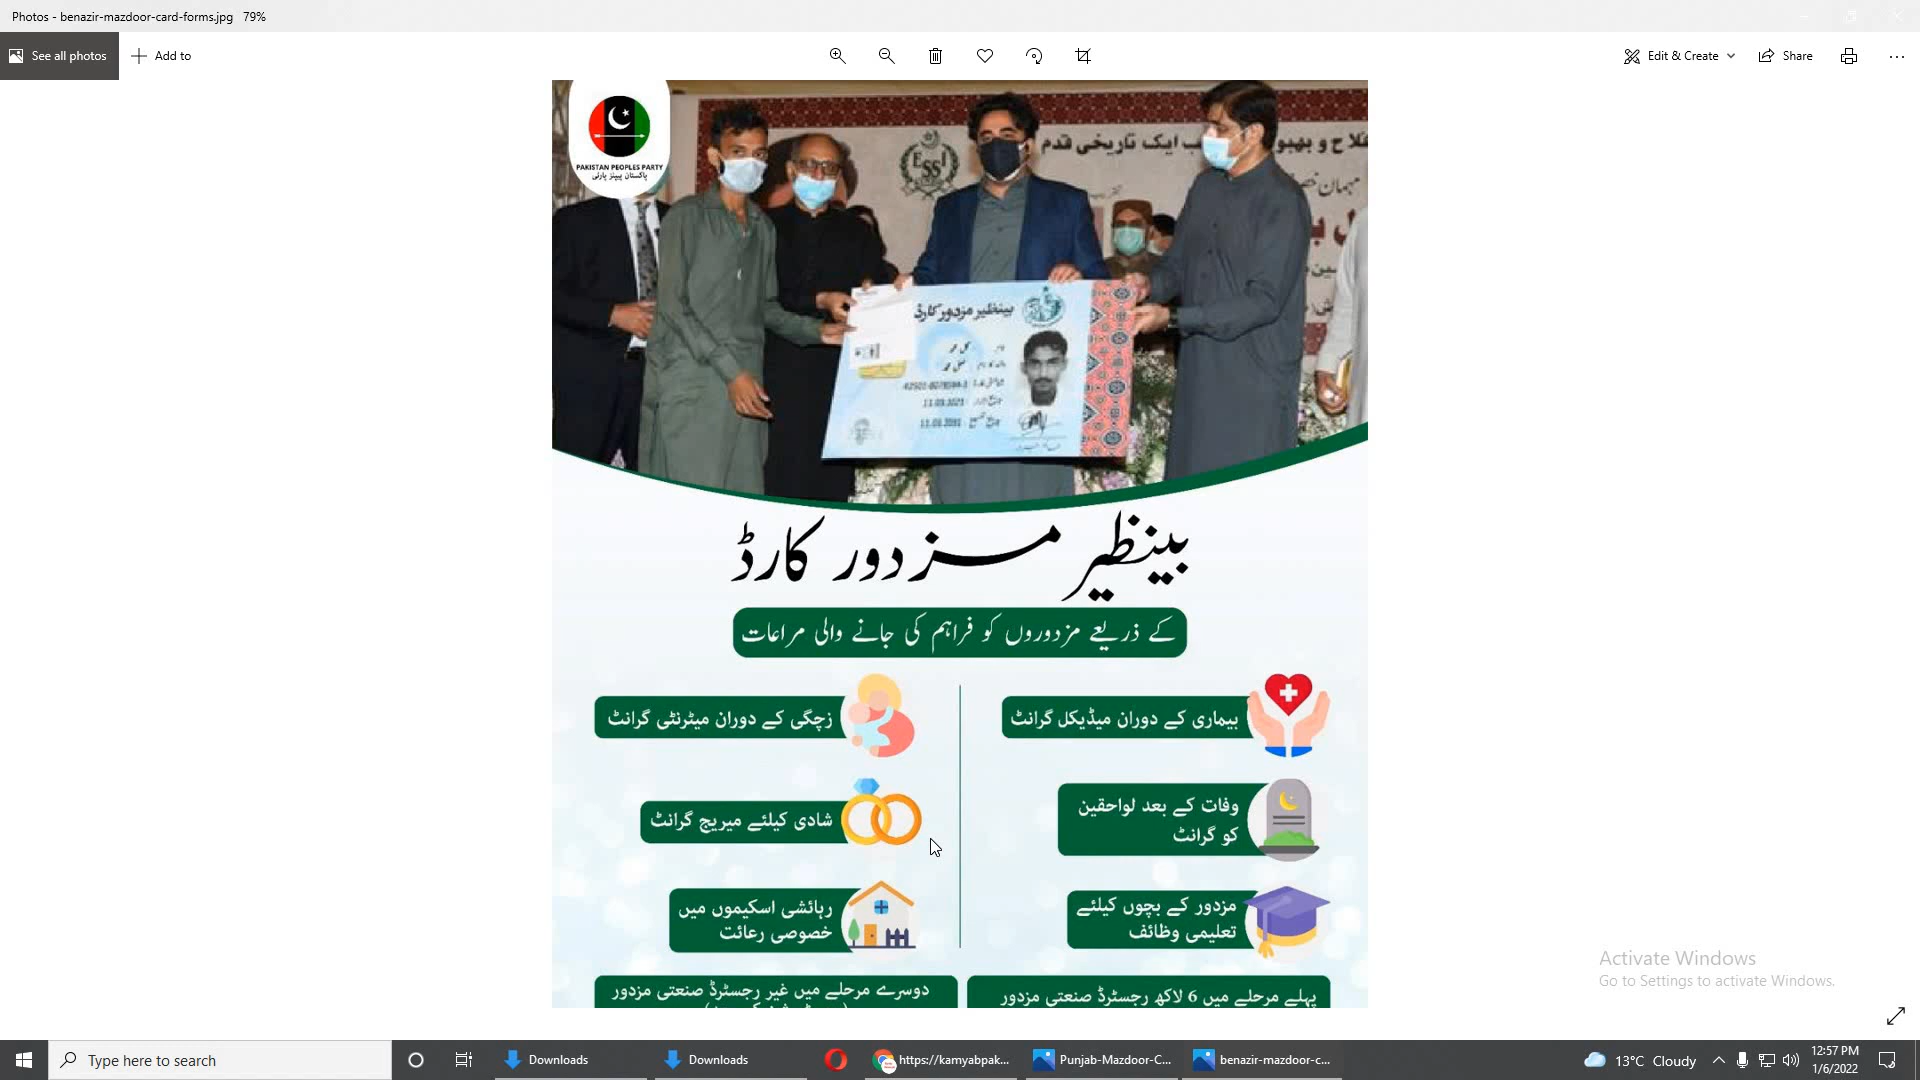 Photos - benazir-mazdoor-card-forms.jpg 79%
See all photos
Add to
Edit & Create
Share
PAKISTAN PEOPLES PARTY
پاکستان پیپلز پارٹی
ایک تاریخی قدم
ESSI
مہمان
بینظیر مزدور کارڈ
بینظیر مزدور کارڈ
کے ذریعے مزدوروں کو فراہم کی جانے والی مراعات
بیماری کے دوران میڈیکل گرانٹ
زچگی کے دوران میٹرنٹی گرانٹ
وفات کے بعد لواحقین
کو گرانٹ
شادی کیلئے میریج گرانٹ
مزدور کے بچوں کیلئے
تعلیمی وظائف
رہائشی اسکیموں میں
خصوصی رعائت
پہلے مرحلے میں 6 لاکھ رجسٹرڈ صنعتی مزدور
دوسرے مرحلے میں غیر رجسٹرڈ صنعتی مزدور
Activate Windows
Go to Settings to activate Windows.
Type here to search
Downloads
Downloads
https://kamyabpak...
Punjab-Mazdoor-C...
benazir-mazdoor-c...
13°C Cloudy
12:57 PM
1/6/2022